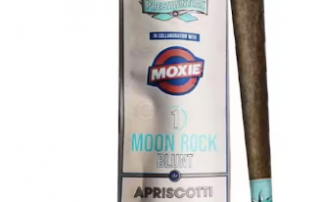 IN COLLABORATION WITH
MOXIE
1
MOON ROCK
BLUNT
APRISCOTTI